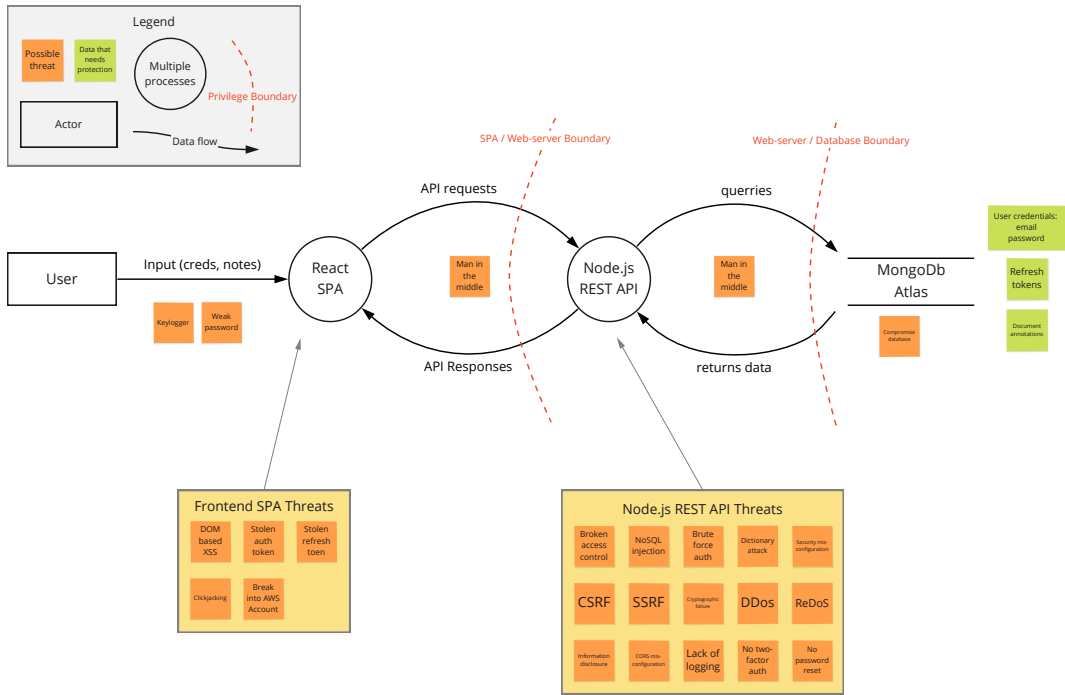 Legend
Possible
threat
Data that
needs
protection
Multiple
processes
Privilege Boundary
Actor
Data flow
SPA / Web-server Boundary
Web-server / Database Boundary
API requests
querries
User credentials:
email
password
User
Input (creds, notes)
React
SPA
Man in
the
middle
Node.js
REST API
Man in
the
middle
MongoDb
Atlas
Refresh
tokens
Keylogger
Weak
password
Compromise
database
Document
annotations
API Responses
returns data
Frontend SPA Threats
DOM
based
XSS
Stolen
auth
token
Stolen
refresh
toen
Clickjacking
Break
into AWS
Account
Node.js REST API Threats
Broken
access
control
NoSQL
injection
Brute
force
auth
Dictionary
attack
Security mis-
configuration
CSRF
SSRF
Cryptographic
failure
DDos
ReDoS
Information
disclosure
CORS mis-
configuration
Lack of
logging
No two-
factor
auth
No
password
reset